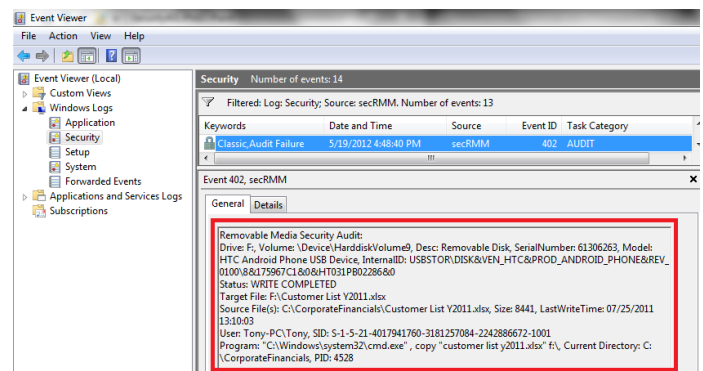 Event Viewer
File Action View Help
Event Viewer (Local)
Custom Views
Windows Logs
Application
Security
Setup
System
Forwarded Events
Applications and Services Logs
Subscriptions
Security Number of events: 14
Filtered: Log: Security; Source: secRMM. Number of events: 13
Keywords Date and Time Source Event ID Task Category
Classic,Audit Failure 5/19/2012 4:48:40 PM secRMM 402 AUDIT
Event 402, secRMM
General Details
Removable Media Security Audit:
Drive: F:, Volume: \Device\HarddiskVolume9, Desc: Removable Disk, SerialNumber: 61306263, Model:
HTC Android Phone USB Device, InternalID: USBSTOR\DISK&VEN_HTC&PROD_ANDROID_PHONE&REV_
0100\8&175967C1&0&HT031PB02286&0
Status: WRITE COMPLETED
Target File: F:\Customer List Y2011.xlsx
Source File(s): C:\CorporateFinancials\Customer List Y2011.xlsx, Size: 8441, LastWriteTime: 07/25/2011
13:10:03
User: Tony-PC\Tony, SID: S-1-5-21-4017941760-3181257084-2242886672-1001
Program: "C:\Windows\system32\cmd.exe" , copy "customer list y2011.xlsx" f:\, Current Directory: C:
\CorporateFinancials, PID: 4528